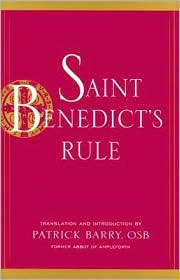 SAINT
BENEDICT'S
RULE
TRANSLATION AND INTRODUCTION BY
PATRICK BARRY, OSB
FORMER ABBOT OF AMPLEFORTH